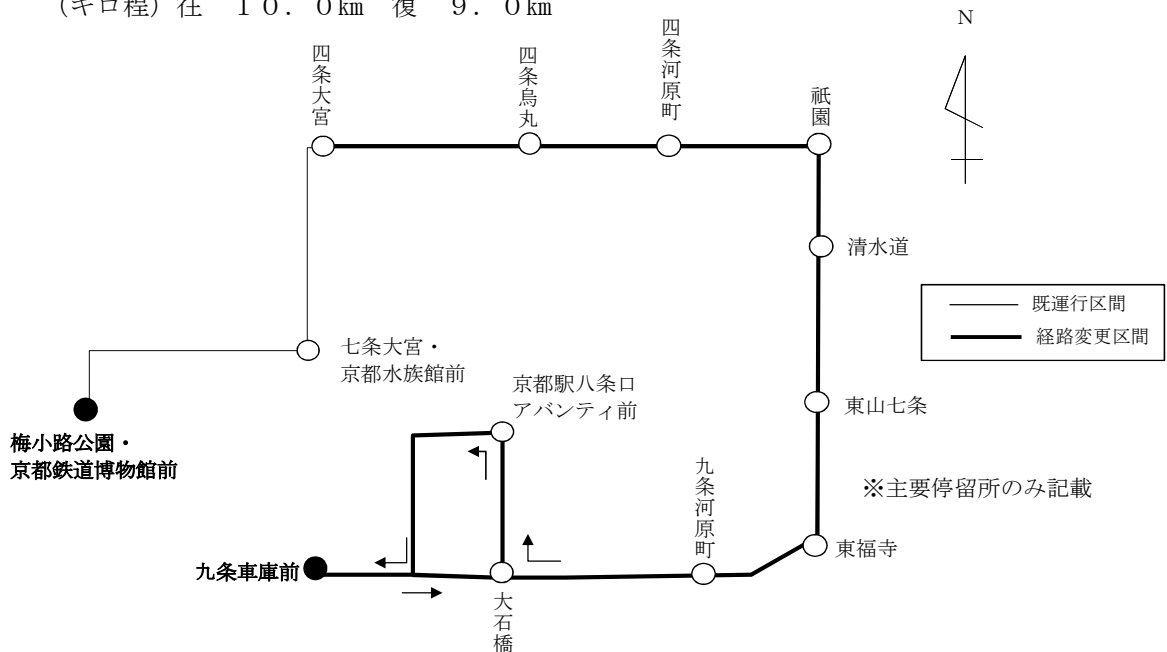 (キロ程) 往 １０．０㎞ 復 ９．０㎞
N
四条大宮
四条烏丸
四条河原町
祇園
清水道
既運行区間
経路変更区間
七条大宮・
京都水族館前
京都駅八条口
アバンティ前
東山七条
梅小路公園・
京都鉄道博物館前
九条河原町
※主要停留所のみ記載
東福寺
九条車庫前
大石橋